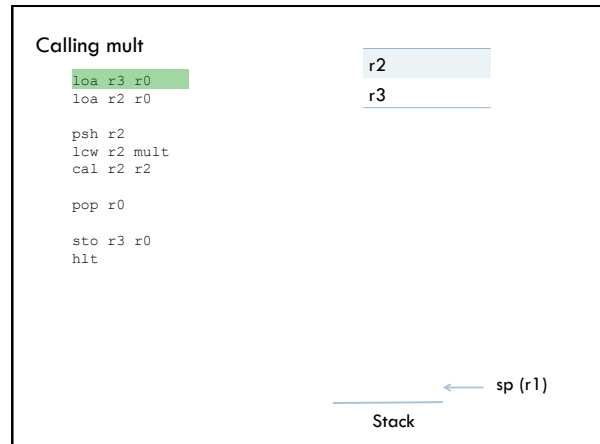 Calling mult
loa r3 r0
loa r2 r0
psh r2
lcw r2 mult
cal r2 r2
pop r0
sto r3 r0
hlt
r2
r3
sp (r1)
Stack